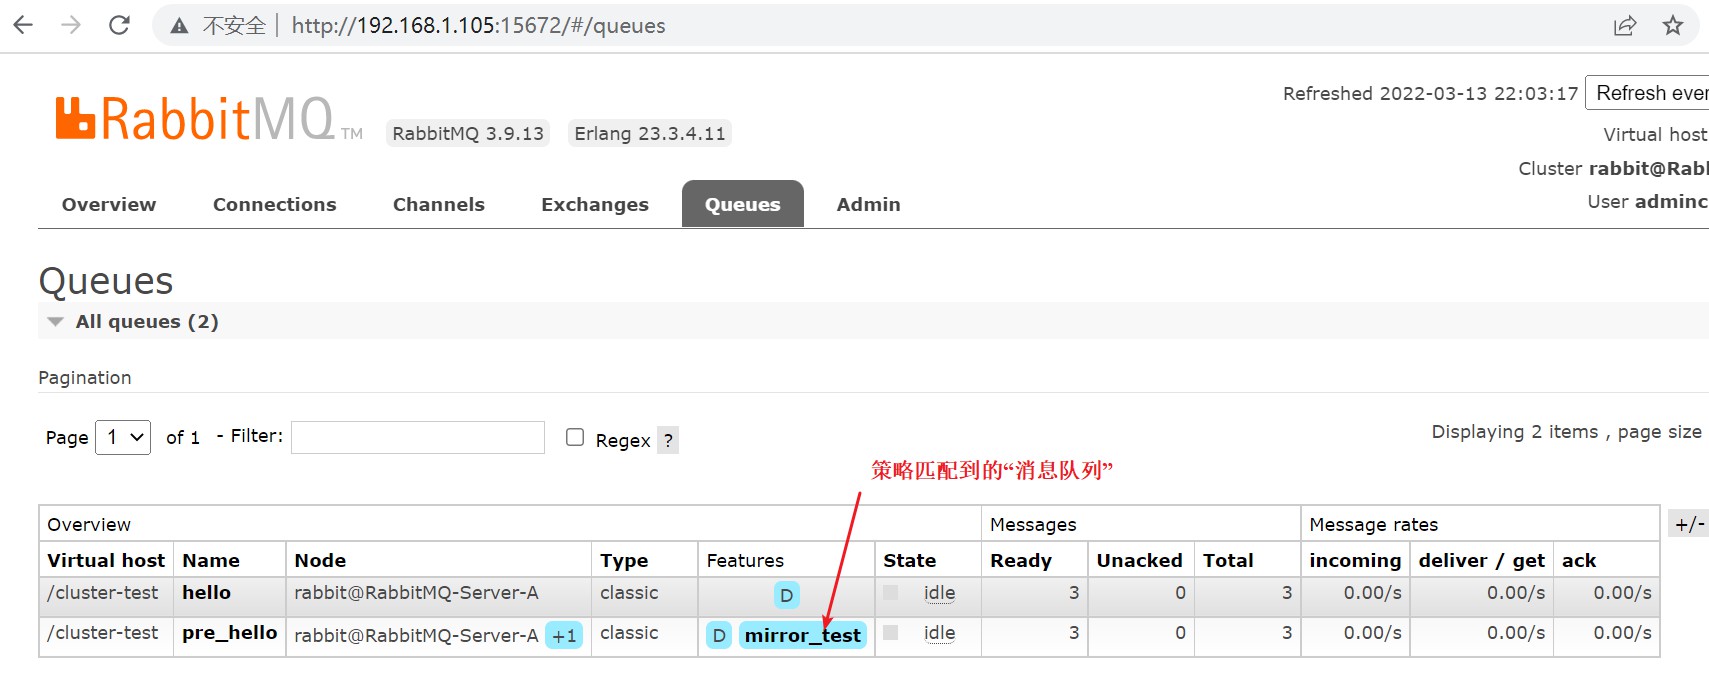 不安全 http://192.168.1.105:15672/#/queues
Refreshed 2022-03-13 22:03:17 Refresh ever
RabbitMQ TM RabbitMQ 3.9.13 Erlang 23.3.4.11
Virtual host
Cluster rabbit@Rabb
User adminc
Overview Connections Channels Exchanges Queues Admin
Queues
All queues (2)
Pagination
Page 1 of 1 - Filter: Regex ?
Displaying 2 items , page size
策略匹配到的“消息队列”
Overview Messages Message rates +/-
Virtual host Name Node Type Features State Ready Unacked Total incoming deliver / get ack
/cluster-test hello rabbit@RabbitMQ-Server-A classic D idle 3 0 3 0.00/s 0.00/s 0.00/s
/cluster-test pre_hello rabbit@RabbitMQ-Server-A +1 classic D mirror_test idle 3 0 3 0.00/s 0.00/s 0.00/s